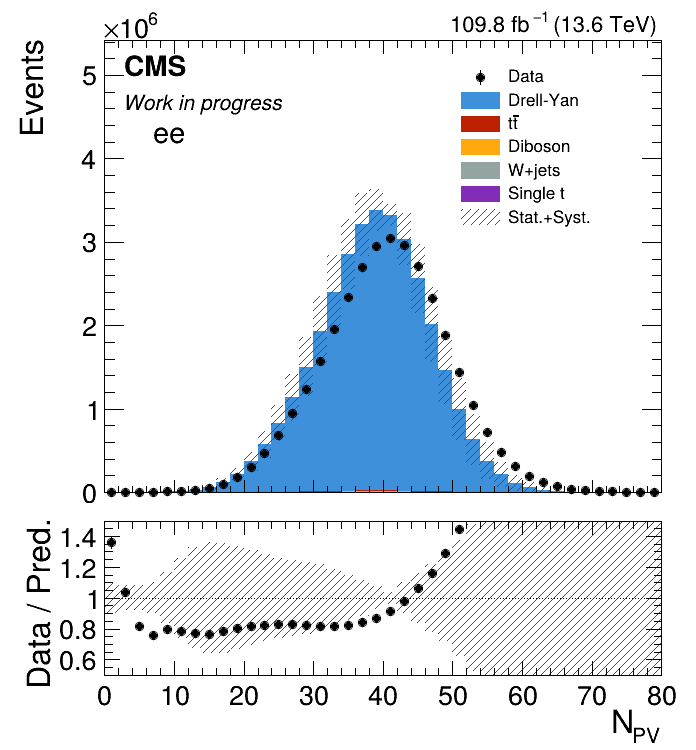 ×10⁶
109.8 fb⁻¹ (13.6 TeV)
Events
CMS
Work in progress
ee
Data
Drell-Yan
tt̄
Diboson
W+jets
Single t
Stat.+Syst.
5
4
3
2
1
0
Data / Pred.
1.4
1.2
1
0.8
0.6
0 10 20 30 40 50 60 70 80
N_PV